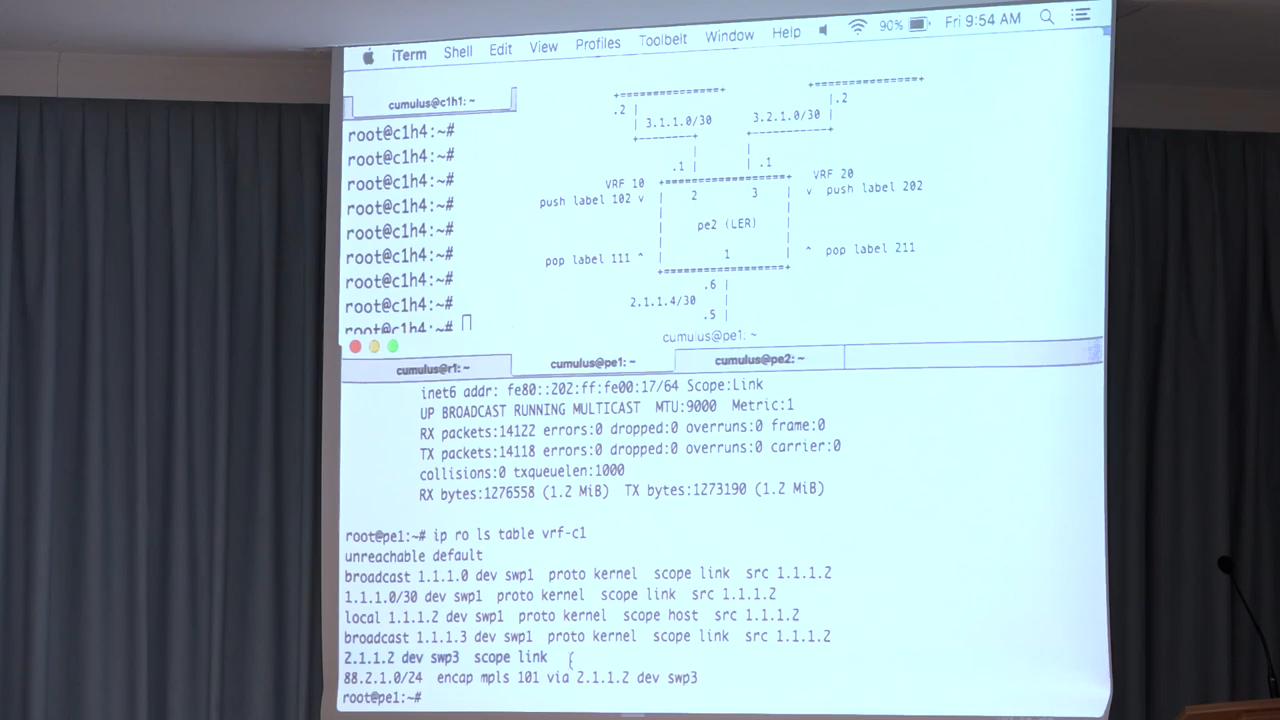 iTerm Shell Edit View Profiles Toolbelt Window Help 90% Fri 9:54 AM
cumulus@c1h1: ~
root@c1h4:~#
root@c1h4:~#
root@c1h4:~#
root@c1h4:~#
root@c1h4:~#
root@c1h4:~#
root@c1h4:~#
root@c1h4:~#
root@c1h4:~#
+===============+ +===============+
.2 | |.2
| 3.1.1.0/30 3.2.1.0/30 |
+--------+ +-----------+
| |
.1 | | .1
VRF 10 +=================+ VRF 20
push label 102 v | 2 3 | v push label 202
| pe2 (LER) |
pop label 111 ^ | 1 | ^ pop label 211
+=================+
.6 |
2.1.1.4/30 |
.5 |
cumulus@pe1: ~
cumulus@r1: ~ cumulus@pe1: ~ cumulus@pe2: ~
inet6 addr: fe80::202:ff:fe00:17/64 Scope:Link
UP BROADCAST RUNNING MULTICAST MTU:9000 Metric:1
RX packets:14122 errors:0 dropped:0 overruns:0 frame:0
TX packets:14118 errors:0 dropped:0 overruns:0 carrier:0
collisions:0 txqueuelen:1000
RX bytes:1276558 (1.2 MiB) TX bytes:1273190 (1.2 MiB)
root@pe1:~# ip ro ls table vrf-c1
unreachable default
broadcast 1.1.1.0 dev swp1 proto kernel scope link src 1.1.1.2
1.1.1.0/30 dev swp1 proto kernel scope link src 1.1.1.2
local 1.1.1.2 dev swp1 proto kernel scope host src 1.1.1.2
broadcast 1.1.1.3 dev swp1 proto kernel scope link src 1.1.1.2
2.1.1.2 dev swp3 scope link
88.2.1.0/24 encap mpls 101 via 2.1.1.2 dev swp3
root@pe1:~#